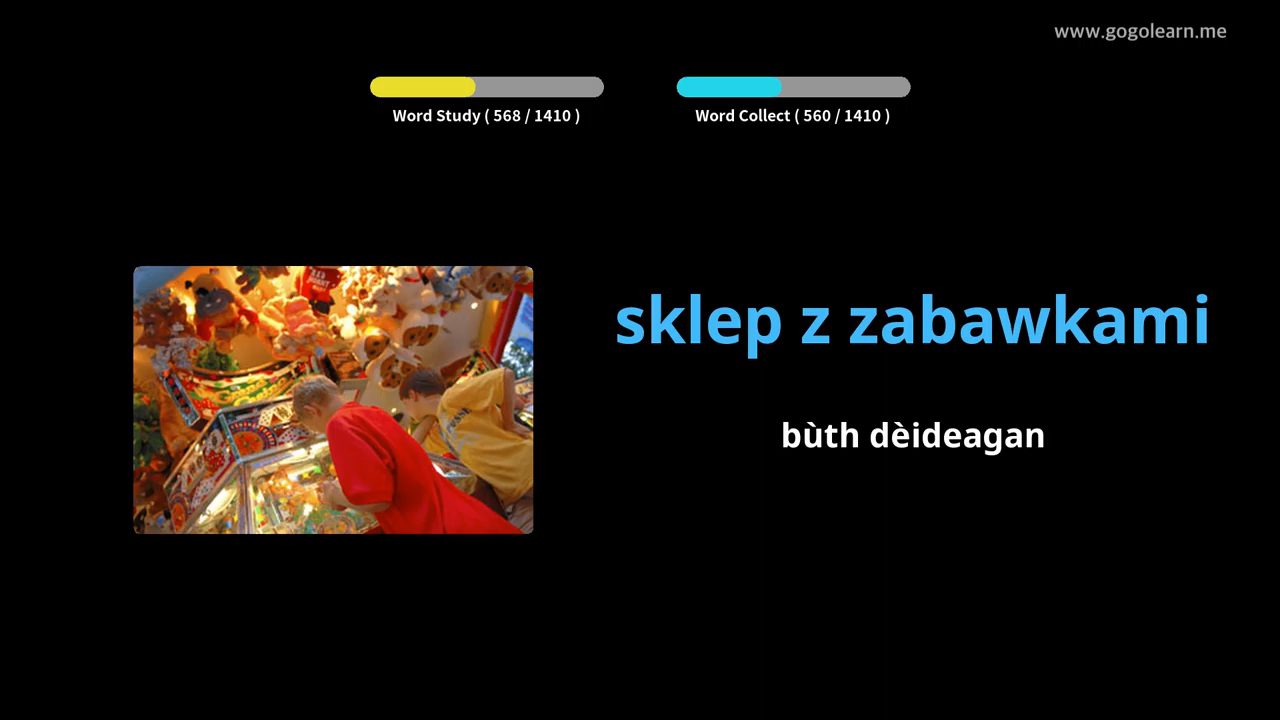 www.gogolearn.me
Word Study ( 568 / 1410 )
Word Collect ( 560 / 1410 )
sklep z zabawkami
bùth dèideagan